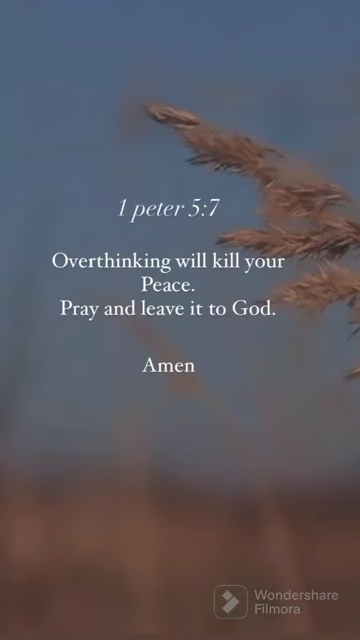 1 peter 5:7
Overthinking will kill your
Peace.
Pray and leave it to God.
Amen
Wondershare
Filmora